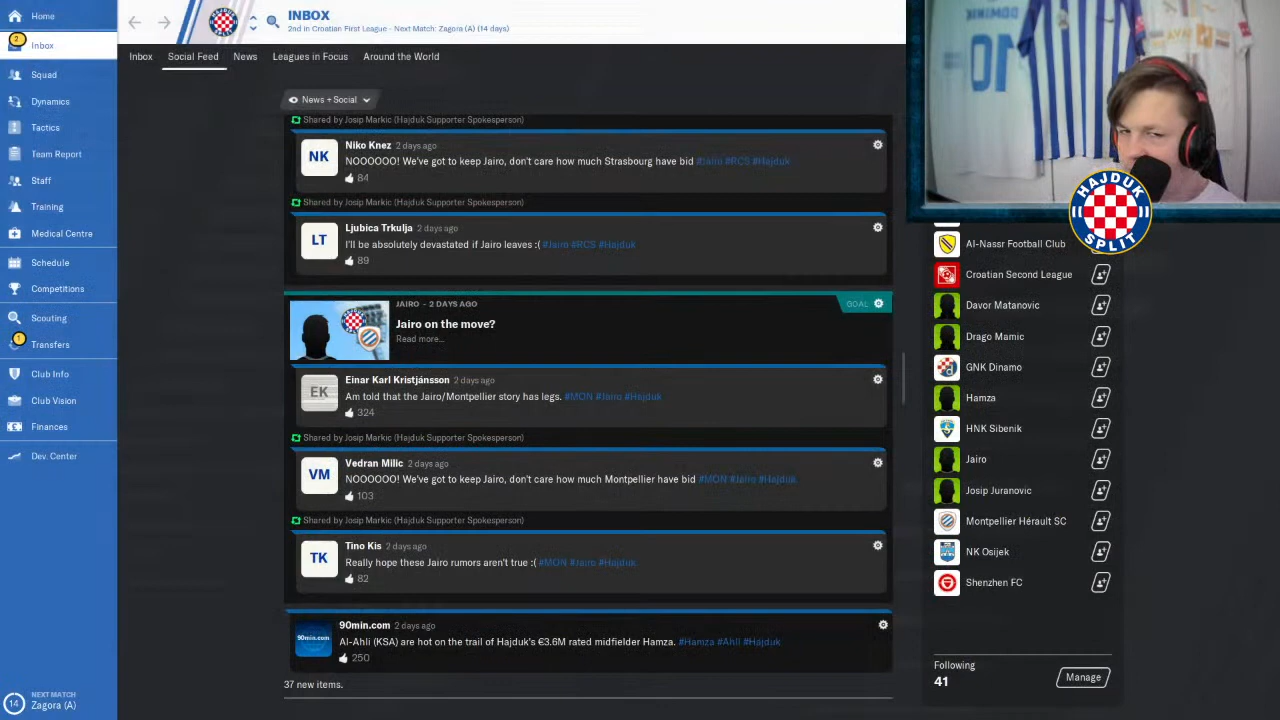 Home
2
Inbox
Squad
Dynamics
Tactics
Team Report
Staff
Training
Medical Centre
Schedule
Competitions
Scouting
1
Transfers
Club Info
Club Vision
Finances
Dev. Center
14
NEXT MATCH
Zagora (A)
INBOX
2nd in Croatian First League - Next Match: Zagora (A) (14 days)
Inbox
Social Feed
News
Leagues in Focus
Around the World
News + Social
Shared by Josip Markic (Hajduk Supporter Spokesperson)
NK
Niko Knez 2 days ago
NOOOOOO! We've got to keep Jairo, don't care how much Strasbourg have bid #Jairo #RCS #Hajduk
84
Shared by Josip Markic (Hajduk Supporter Spokesperson)
LT
Ljubica Trkulja 2 days ago
I'll be absolutely devastated if Jairo leaves :( #Jairo #RCS #Hajduk
89
JAIRO - 2 DAYS AGO
GOAL
Jairo on the move?
Read more...
EK
Einar Karl Kristjánsson 2 days ago
Am told that the Jairo/Montpellier story has legs. #MON #Jairo #Hajduk
324
Shared by Josip Markic (Hajduk Supporter Spokesperson)
VM
Vedran Milic 2 days ago
NOOOOOO! We've got to keep Jairo, don't care how much Montpellier have bid #MON #Jairo #Hajduk
103
Shared by Josip Markic (Hajduk Supporter Spokesperson)
TK
Tino Kis 2 days ago
Really hope these Jairo rumors aren't true :( #MON #Jairo #Hajduk
82
90min.com
90min.com 2 days ago
Al-Ahli (KSA) are hot on the trail of Hajduk's €3.6M rated midfielder Hamza. #Hamza #Ahli #Hajduk
250
37 new items.
DOMINIK
10
HAJDUK
SPLIT
Al-Nassr Football Club
Croatian Second League
Davor Matanovic
Drago Mamic
GNK Dinamo
Hamza
HNK Sibenik
Jairo
Josip Juranovic
Montpellier Hérault SC
NK Osijek
Shenzhen FC
Following
41
Manage